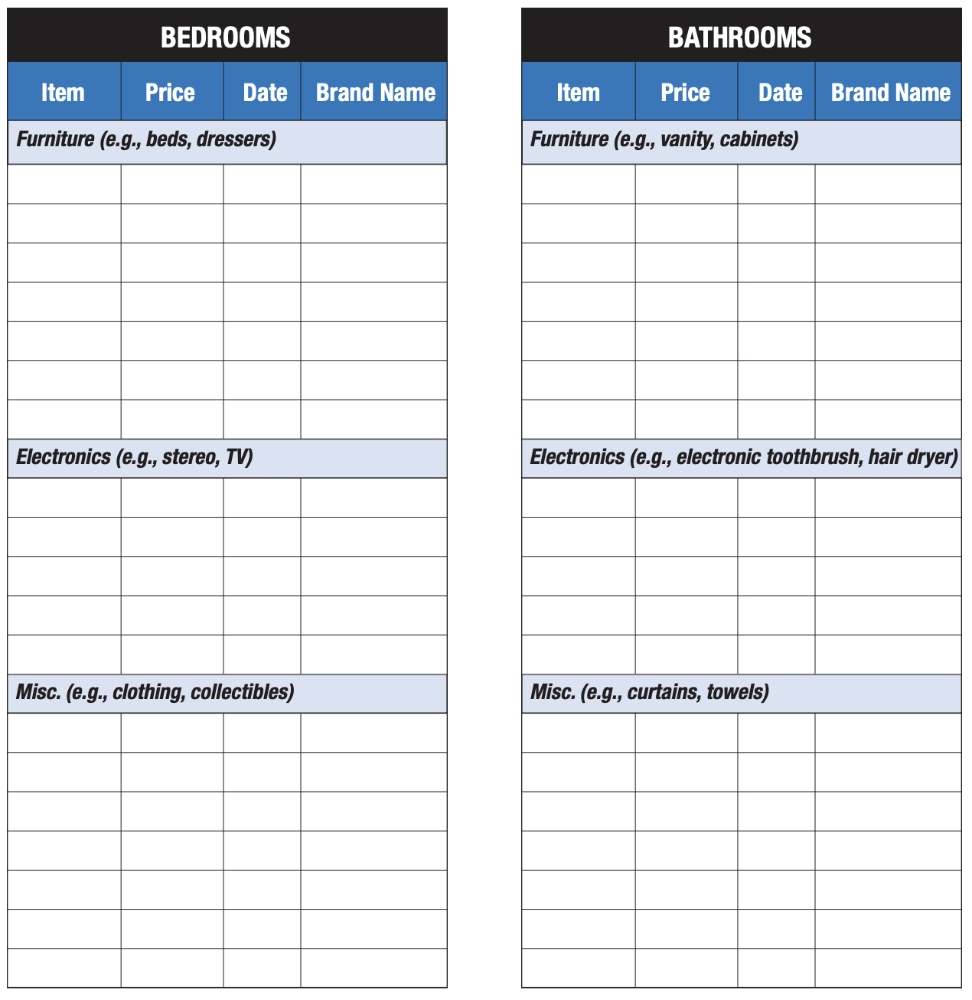 BEDROOMS
Item Price Date Brand Name
Furniture (e.g., beds, dressers)
Electronics (e.g., stereo, TV)
Misc. (e.g., clothing, collectibles)
BATHROOMS
Item Price Date Brand Name
Furniture (e.g., vanity, cabinets)
Electronics (e.g., electronic toothbrush, hair dryer)
Misc. (e.g., curtains, towels)